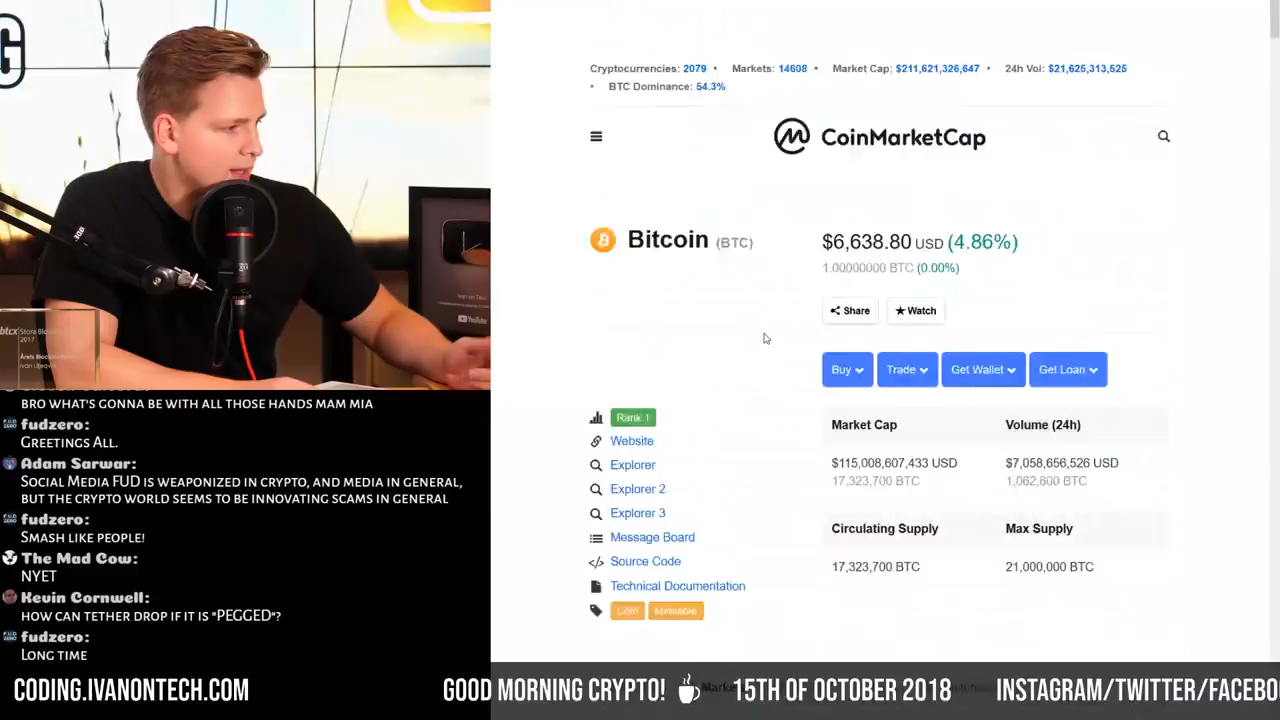 Cryptocurrencies: 2079 • Markets: 14608 • Market Cap: $211,621,326,647 • 24h Vol: $21,625,313,525
• BTC Dominance: 54.3%
CoinMarketCap
Bitcoin (BTC)
$6,638.80 USD (4.86%)
1.00000000 BTC (0.00%)
Share
Watch
Buy
Trade
Get Wallet
Get Loan
Rank 1
Website
Explorer
Explorer 2
Explorer 3
Message Board
Source Code
Technical Documentation
Coin Mineable
Market Cap
Volume (24h)
$115,008,607,433 USD
$7,058,656,526 USD
17,323,700 BTC
1,062,600 BTC
Circulating Supply
Max Supply
17,323,700 BTC
21,000,000 BTC
YouTube
btcx
2017
BRO WHAT'S GONNA BE WITH ALL THOSE HANDS MAM MIA
fudzero:
GREETINGS ALL.
Adam Sarwar:
SOCIAL MEDIA FUD IS WEAPONIZED IN CRYPTO, AND MEDIA IN GENERAL,
BUT THE CRYPTO WORLD SEEMS TO BE INNOVATING SCAMS IN GENERAL
fudzero:
SMASH LIKE PEOPLE!
The Mad Cow:
NYET
Kevin Cornwell:
HOW CAN TETHER DROP IF IT IS "PEGGED"?
fudzero:
LONG TIME
CODING.IVANONTECH.COM
GOOD MORNING CRYPTO! 15TH OF OCTOBER 2018 INSTAGRAM/TWITTER/FACEBO